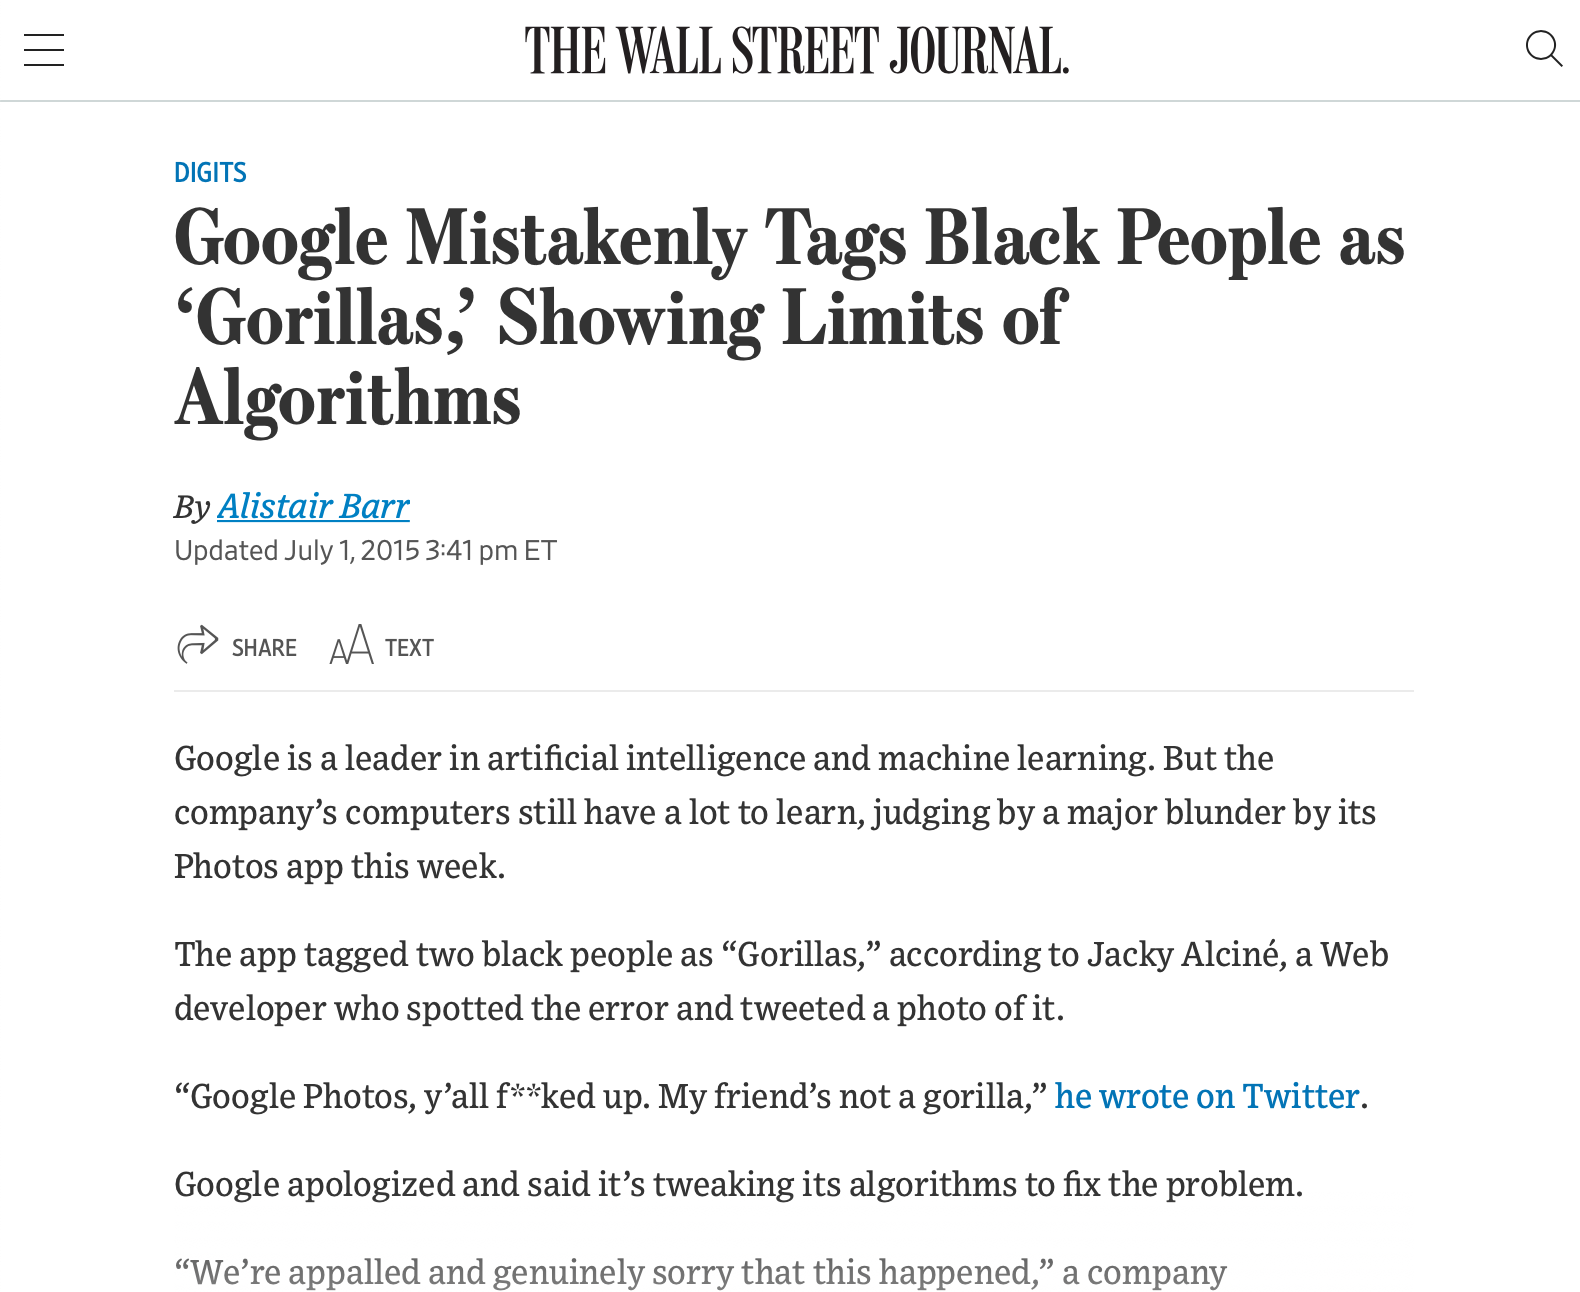 THE WALL STREET JOURNAL.
DIGITS
Google Mistakenly Tags Black People as
‘Gorillas,’ Showing Limits of
Algorithms
By Alistair Barr
Updated July 1, 2015 3:41 pm ET
SHARE AA TEXT
Google is a leader in artificial intelligence and machine learning. But the
company’s computers still have a lot to learn, judging by a major blunder by its
Photos app this week.
The app tagged two black people as “Gorillas,” according to Jacky Alciné, a Web
developer who spotted the error and tweeted a photo of it.
“Google Photos, y’all f**ked up. My friend’s not a gorilla,” he wrote on Twitter.
Google apologized and said it’s tweaking its algorithms to fix the problem.
“We’re appalled and genuinely sorry that this happened,” a company